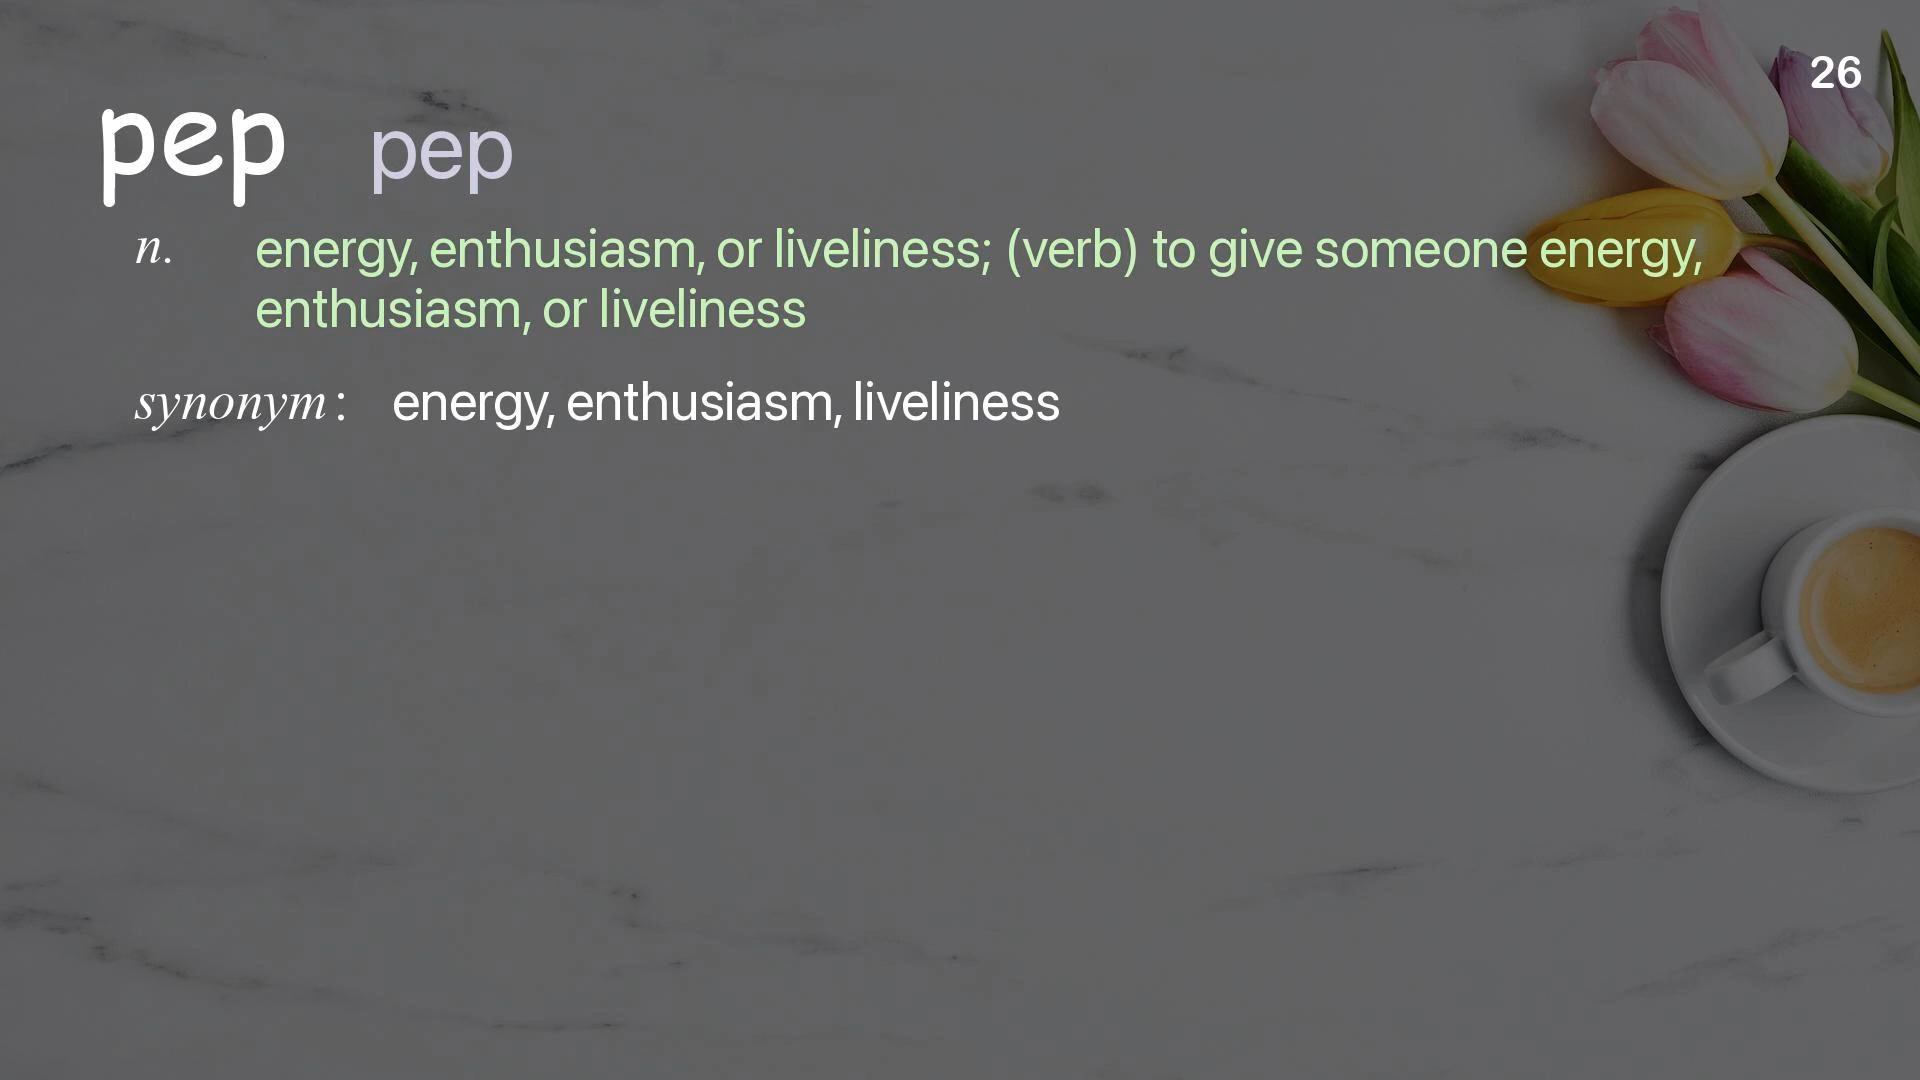 26
pep pep
n. energy, enthusiasm, or liveliness; (verb) to give someone energy,
enthusiasm, or liveliness
synonym : energy, enthusiasm, liveliness